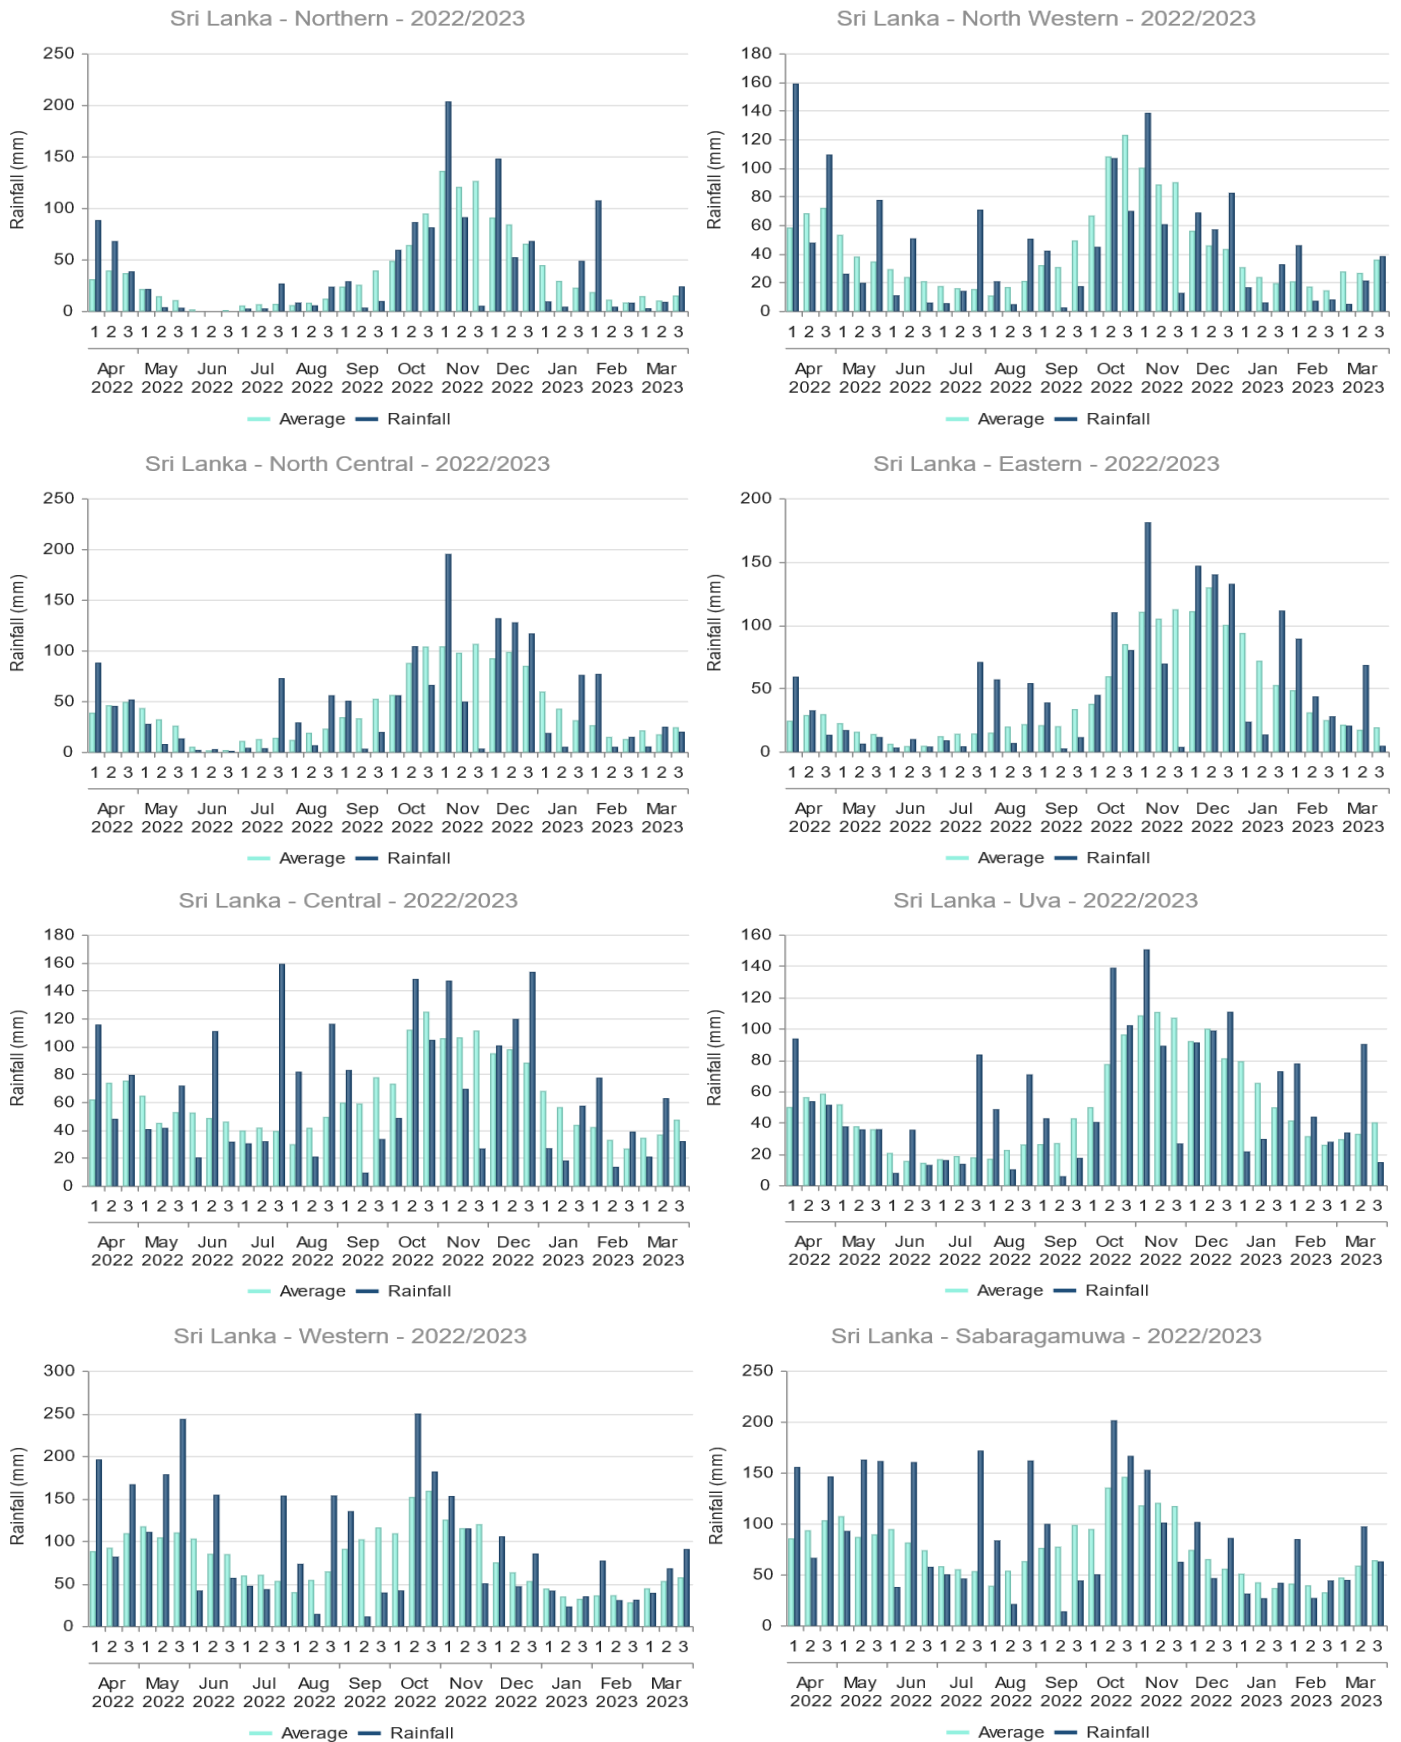 Sri Lanka - Northern - 2022/2023
Rainfall (mm)
250
200
150
100
50
0
1 2 3 1 2 3 1 2 3 1 2 3 1 2 3 1 2 3 1 2 3 1 2 3 1 2 3 1 2 3 1 2 3 1 2 3
Apr May Jun Jul Aug Sep Oct Nov Dec Jan Feb Mar
2022 2022 2022 2022 2022 2022 2022 2022 2022 2023 2023 2023
Average Rainfall
Sri Lanka - North Western - 2022/2023
Rainfall (mm)
180
160
140
120
100
80
60
40
20
0
1 2 3 1 2 3 1 2 3 1 2 3 1 2 3 1 2 3 1 2 3 1 2 3 1 2 3 1 2 3 1 2 3 1 2 3
Apr May Jun Jul Aug Sep Oct Nov Dec Jan Feb Mar
2022 2022 2022 2022 2022 2022 2022 2022 2022 2023 2023 2023
Average Rainfall
Sri Lanka - North Central - 2022/2023
Rainfall (mm)
250
200
150
100
50
0
1 2 3 1 2 3 1 2 3 1 2 3 1 2 3 1 2 3 1 2 3 1 2 3 1 2 3 1 2 3 1 2 3 1 2 3
Apr May Jun Jul Aug Sep Oct Nov Dec Jan Feb Mar
2022 2022 2022 2022 2022 2022 2022 2022 2022 2023 2023 2023
Average Rainfall
Sri Lanka - Eastern - 2022/2023
Rainfall (mm)
200
150
100
50
0
1 2 3 1 2 3 1 2 3 1 2 3 1 2 3 1 2 3 1 2 3 1 2 3 1 2 3 1 2 3 1 2 3 1 2 3
Apr May Jun Jul Aug Sep Oct Nov Dec Jan Feb Mar
2022 2022 2022 2022 2022 2022 2022 2022 2022 2023 2023 2023
Average Rainfall
Sri Lanka - Central - 2022/2023
Rainfall (mm)
180
160
140
120
100
80
60
40
20
0
1 2 3 1 2 3 1 2 3 1 2 3 1 2 3 1 2 3 1 2 3 1 2 3 1 2 3 1 2 3 1 2 3 1 2 3
Apr May Jun Jul Aug Sep Oct Nov Dec Jan Feb Mar
2022 2022 2022 2022 2022 2022 2022 2022 2022 2023 2023 2023
Average Rainfall
Sri Lanka - Uva - 2022/2023
Rainfall (mm)
160
140
120
100
80
60
40
20
0
1 2 3 1 2 3 1 2 3 1 2 3 1 2 3 1 2 3 1 2 3 1 2 3 1 2 3 1 2 3 1 2 3 1 2 3
Apr May Jun Jul Aug Sep Oct Nov Dec Jan Feb Mar
2022 2022 2022 2022 2022 2022 2022 2022 2022 2023 2023 2023
Average Rainfall
Sri Lanka - Western - 2022/2023
Rainfall (mm)
300
250
200
150
100
50
0
1 2 3 1 2 3 1 2 3 1 2 3 1 2 3 1 2 3 1 2 3 1 2 3 1 2 3 1 2 3 1 2 3 1 2 3
Apr May Jun Jul Aug Sep Oct Nov Dec Jan Feb Mar
2022 2022 2022 2022 2022 2022 2022 2022 2022 2023 2023 2023
Average Rainfall
Sri Lanka - Sabaragamuwa - 2022/2023
Rainfall (mm)
250
200
150
100
50
0
1 2 3 1 2 3 1 2 3 1 2 3 1 2 3 1 2 3 1 2 3 1 2 3 1 2 3 1 2 3 1 2 3 1 2 3
Apr May Jun Jul Aug Sep Oct Nov Dec Jan Feb Mar
2022 2022 2022 2022 2022 2022 2022 2022 2022 2023 2023 2023
Average Rainfall